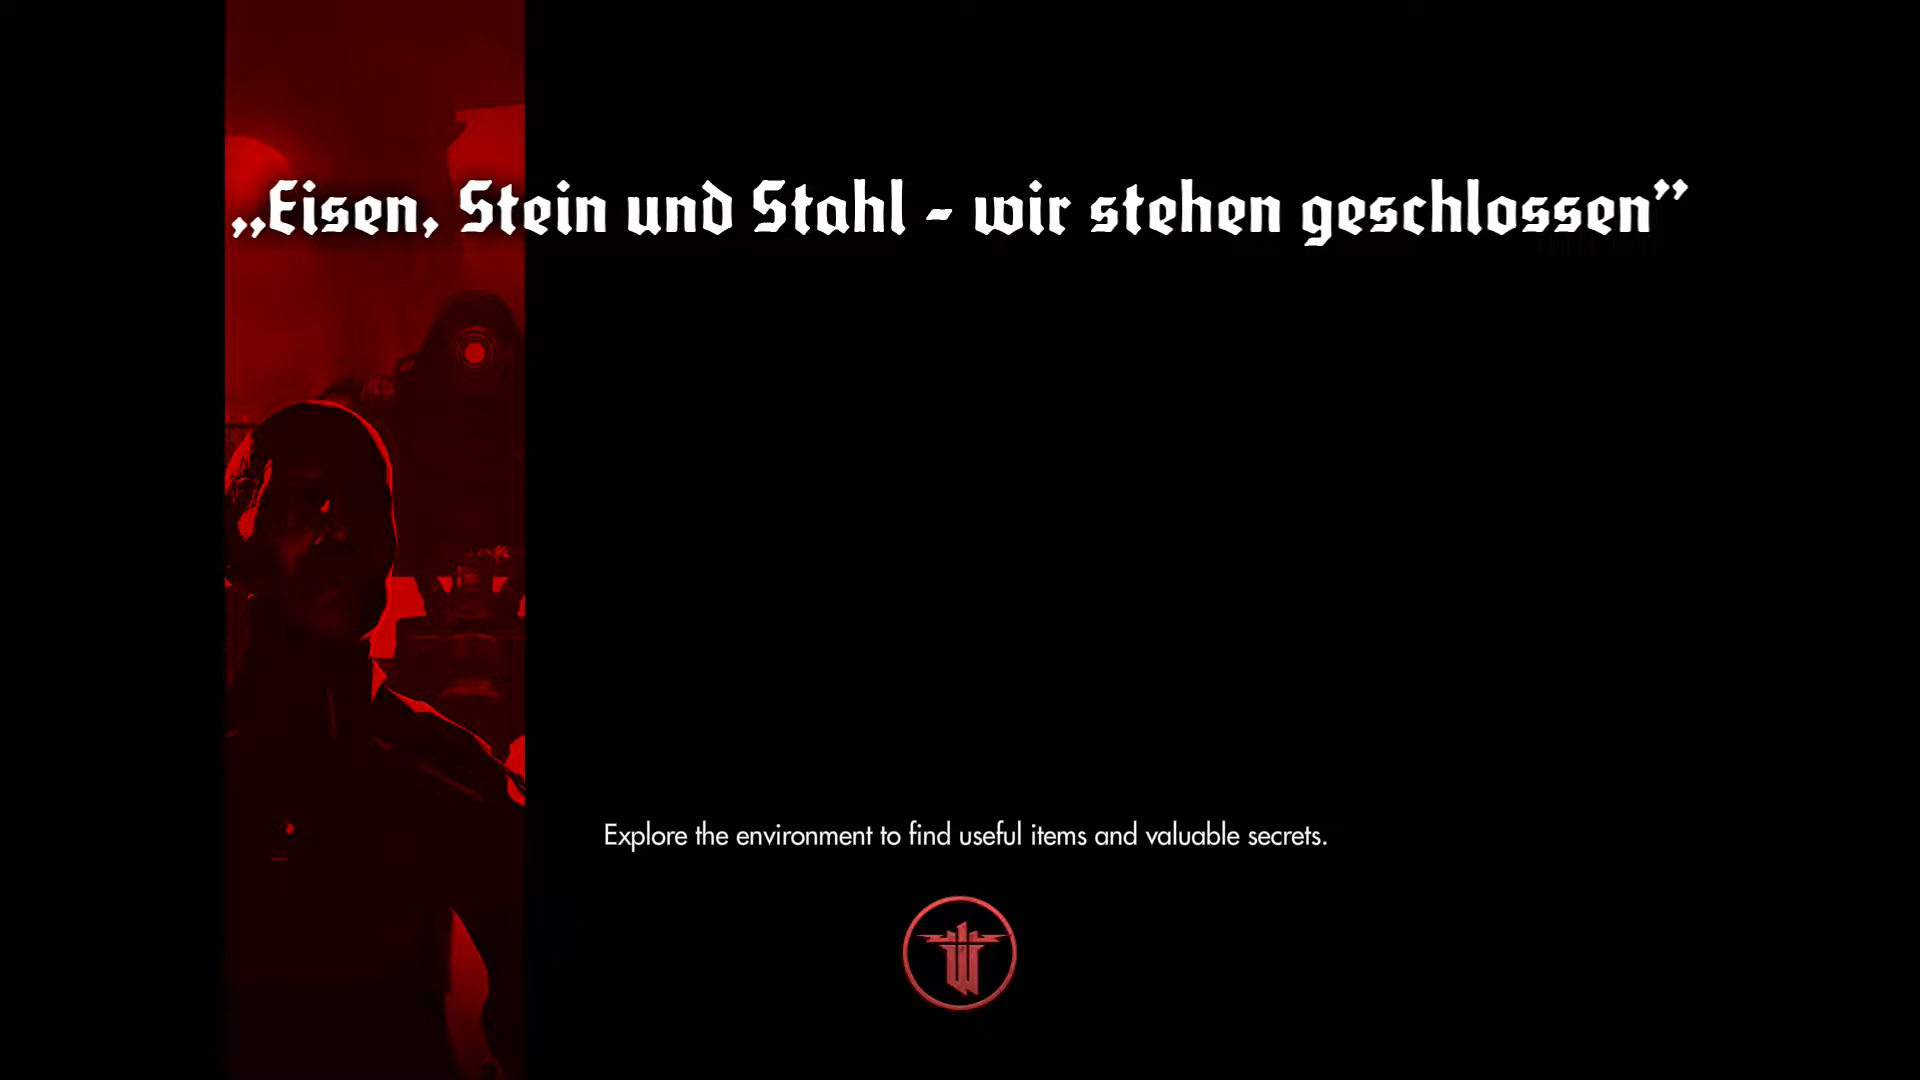 „Eisen, Stein und Stahl - wir stehen geschlossen”
Explore the environment to find useful items and valuable secrets.